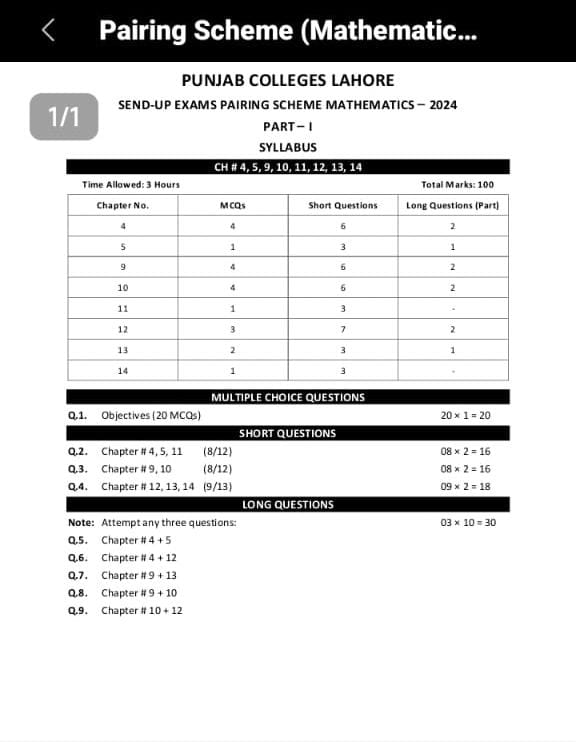 Pairing Scheme (Mathematic...
1/1
PUNJAB COLLEGES LAHORE
SEND-UP EXAMS PAIRING SCHEME MATHEMATICS – 2024
PART – I
SYLLABUS
CH # 4, 5, 9, 10, 11, 12, 13, 14
Time Allowed: 3 Hours Total Marks: 100
Chapter No. MCQs Short Questions Long Questions (Part)
4 4 6 2
5 1 3 1
9 4 6 2
10 4 6 2
11 1 3 -
12 3 7 2
13 2 3 1
14 1 3 -
MULTIPLE CHOICE QUESTIONS
Q.1. Objectives (20 MCQs) 20 × 1 = 20
SHORT QUESTIONS
Q.2. Chapter # 4, 5, 11 (8/12) 08 × 2 = 16
Q.3. Chapter # 9, 10 (8/12) 08 × 2 = 16
Q.4. Chapter # 12, 13, 14 (9/13) 09 × 2 = 18
LONG QUESTIONS
Note: Attempt any three questions: 03 × 10 = 30
Q.5. Chapter # 4 + 5
Q.6. Chapter # 4 + 12
Q.7. Chapter # 9 + 13
Q.8. Chapter # 9 + 10
Q.9. Chapter # 10 + 12